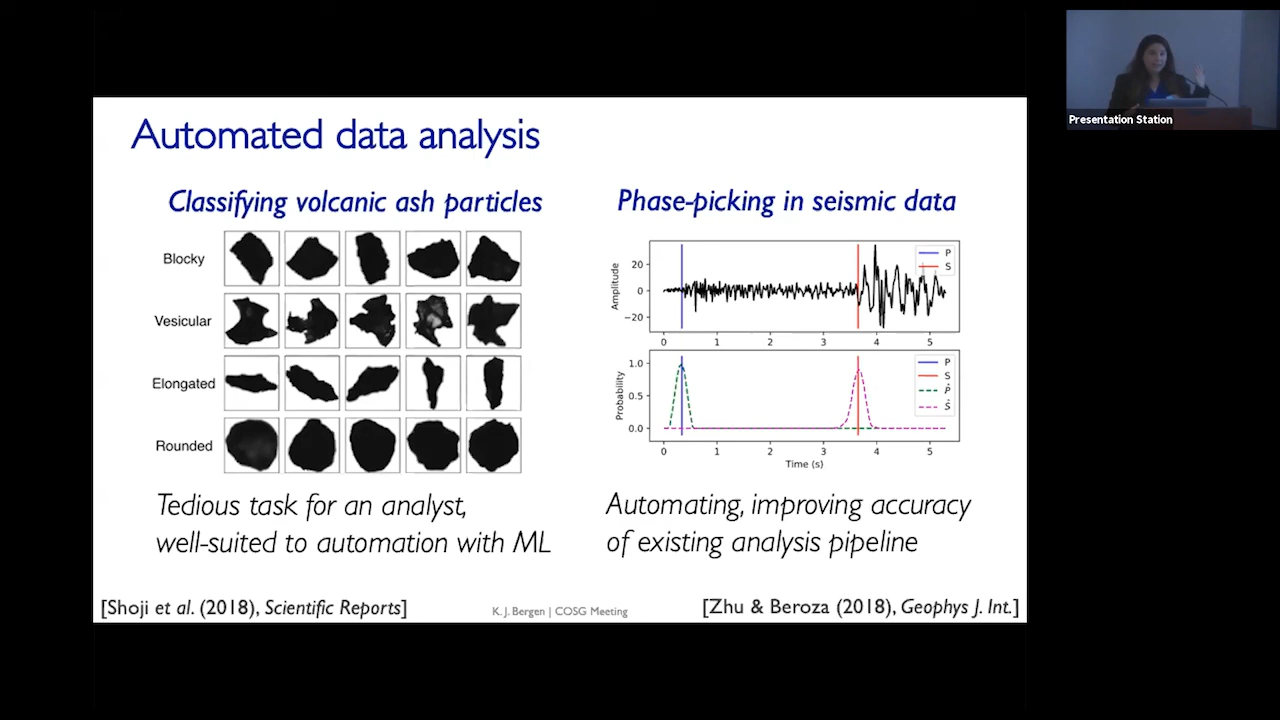 Presentation Station
Automated data analysis
Classifying volcanic ash particles
Blocky
Vesicular
Elongated
Rounded
Tedious task for an analyst,
well-suited to automation with ML
[Shoji et al. (2018), Scientific Reports]
Phase-picking in seismic data
Amplitude
20
0
−20
P
S
0 1 2 3 4 5
Probability
1.0
0.5
0.0
P
S
P̂
Ŝ
0 1 2 3 4 5
Time (s)
Automating, improving accuracy
of existing analysis pipeline
K. J. Bergen | COSG Meeting
[Zhu & Beroza (2018), Geophys J. Int.]